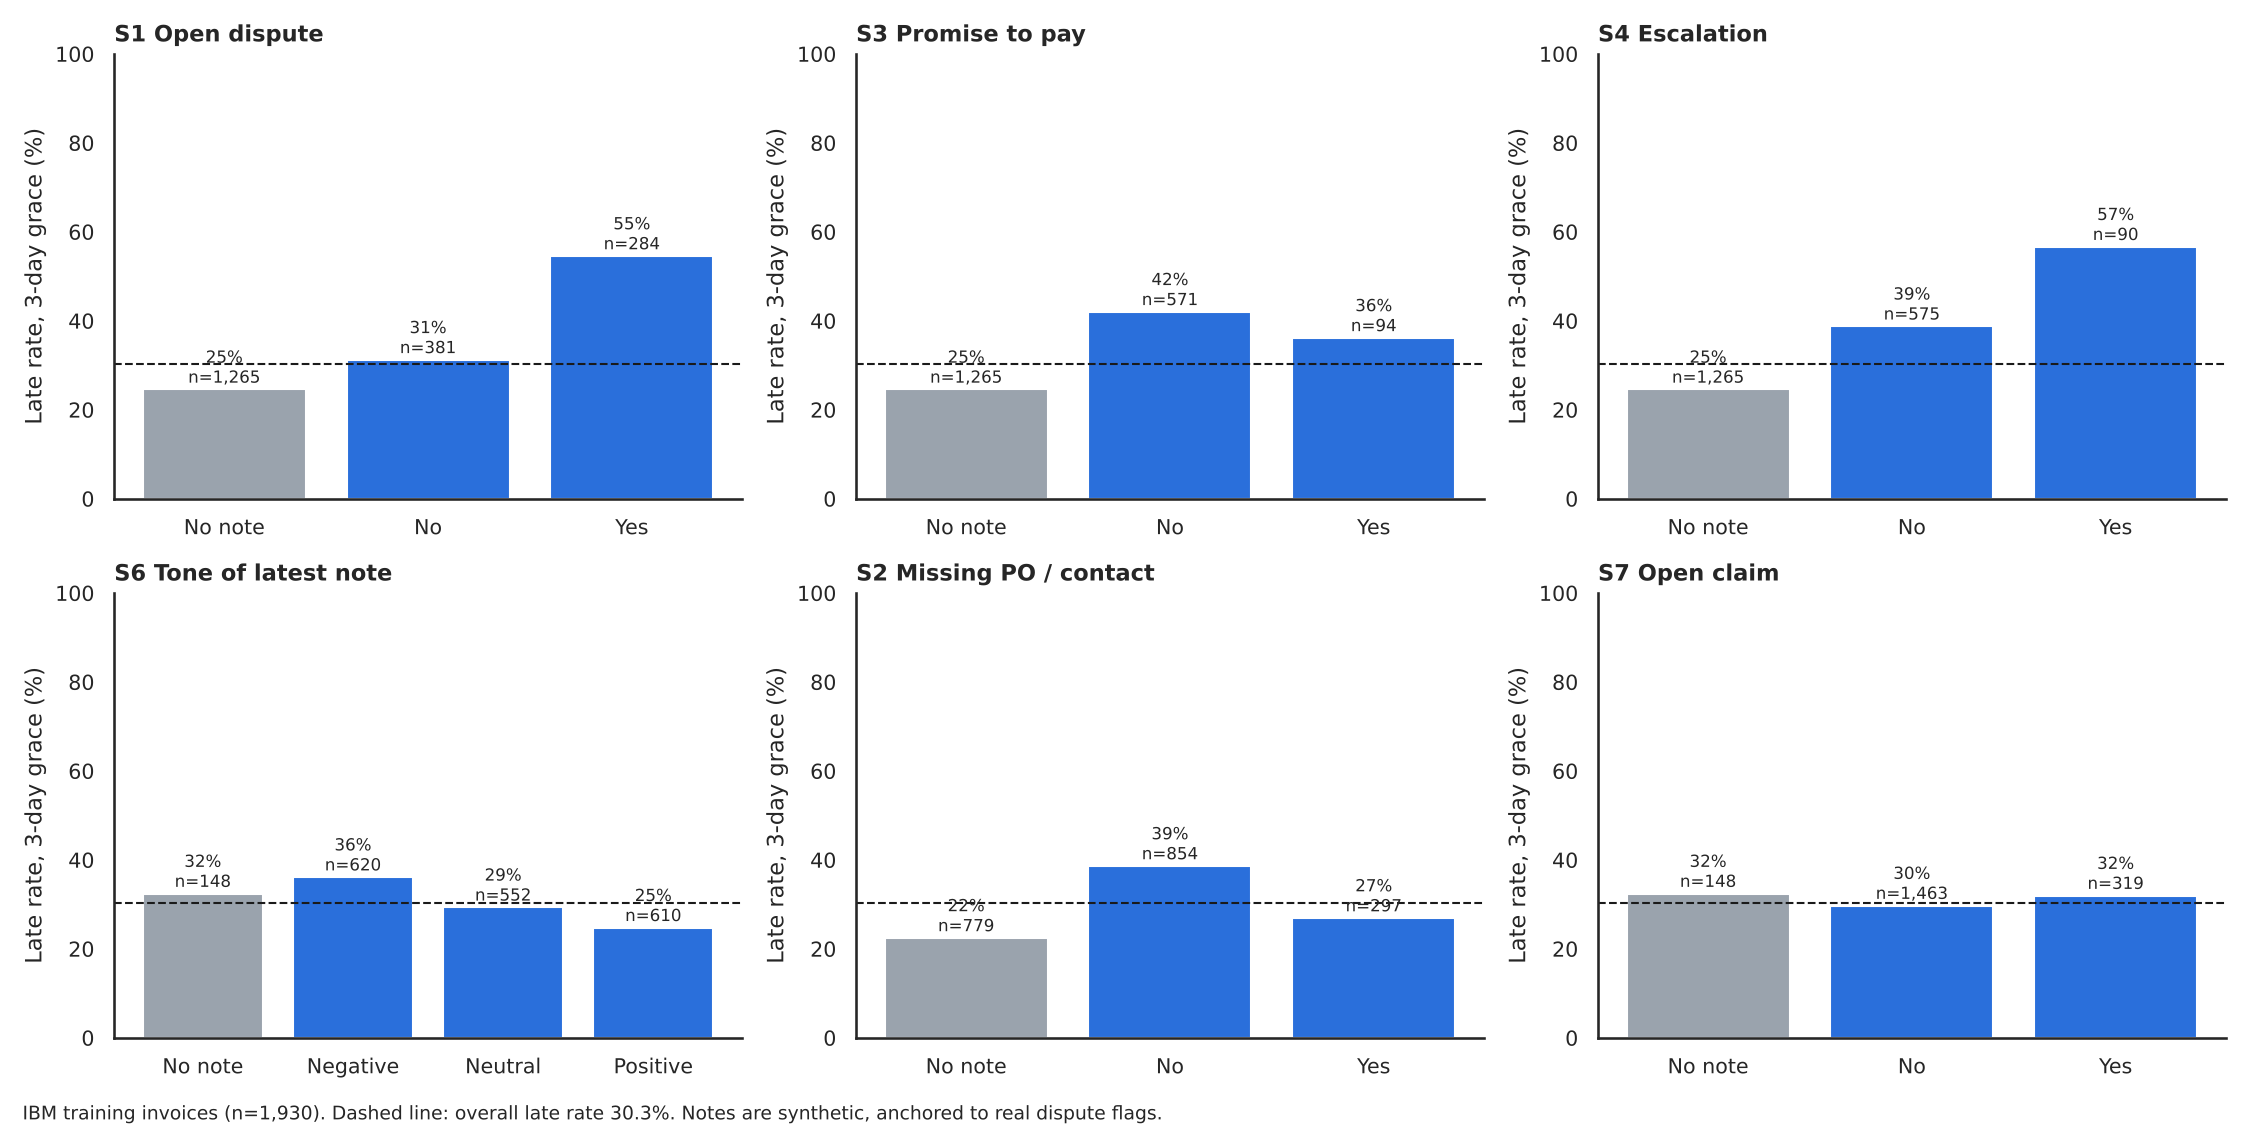 S1 Open dispute
Late rate, 3-day grace (%)
100
80
60
40
20
0
25%
n=1,265
31%
n=381
55%
n=284
No note
No
Yes
S3 Promise to pay
Late rate, 3-day grace (%)
100
80
60
40
20
0
25%
n=1,265
42%
n=571
36%
n=94
No note
No
Yes
S4 Escalation
Late rate, 3-day grace (%)
100
80
60
40
20
0
25%
n=1,265
39%
n=575
57%
n=90
No note
No
Yes
S6 Tone of latest note
Late rate, 3-day grace (%)
100
80
60
40
20
0
32%
n=148
36%
n=620
29%
n=552
25%
n=610
No note
Negative
Neutral
Positive
S2 Missing PO / contact
Late rate, 3-day grace (%)
100
80
60
40
20
0
22%
n=779
39%
n=854
27%
n=297
No note
No
Yes
S7 Open claim
Late rate, 3-day grace (%)
100
80
60
40
20
0
32%
n=148
30%
n=1,463
32%
n=319
No note
No
Yes
IBM training invoices (n=1,930). Dashed line: overall late rate 30.3%. Notes are synthetic, anchored to real dispute flags.